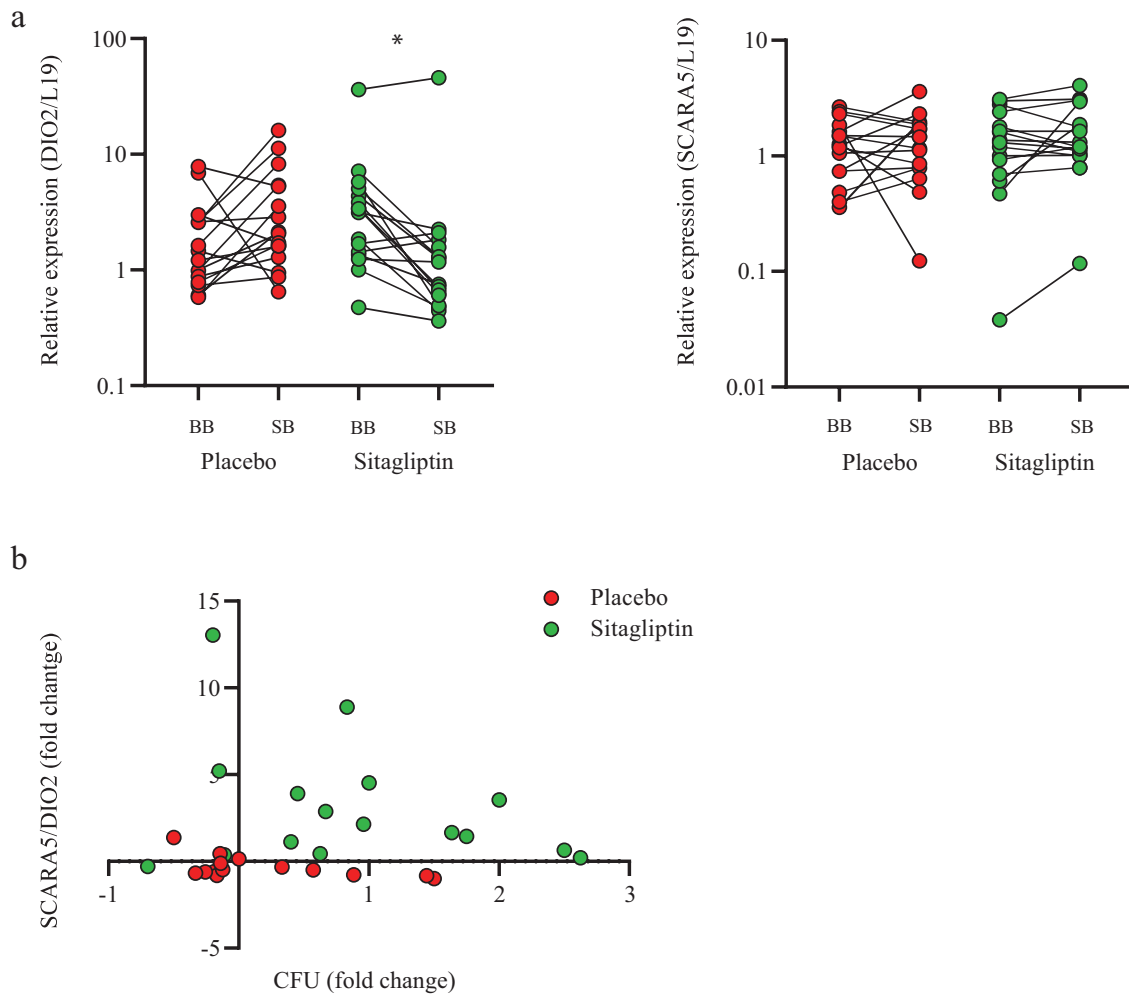 a
Relative expression (DIO2/L19)
100
10
1
0.1
*
BB
SB
BB
SB
Placebo
Sitagliptin
Relative expression (SCARA5/L19)
10
1
0.1
0.01
BB
SB
BB
SB
Placebo
Sitagliptin
b
SCARA5/DIO2 (fold chantge)
15
10
5
-5
-1
1
2
3
CFU (fold change)
Placebo
Sitagliptin